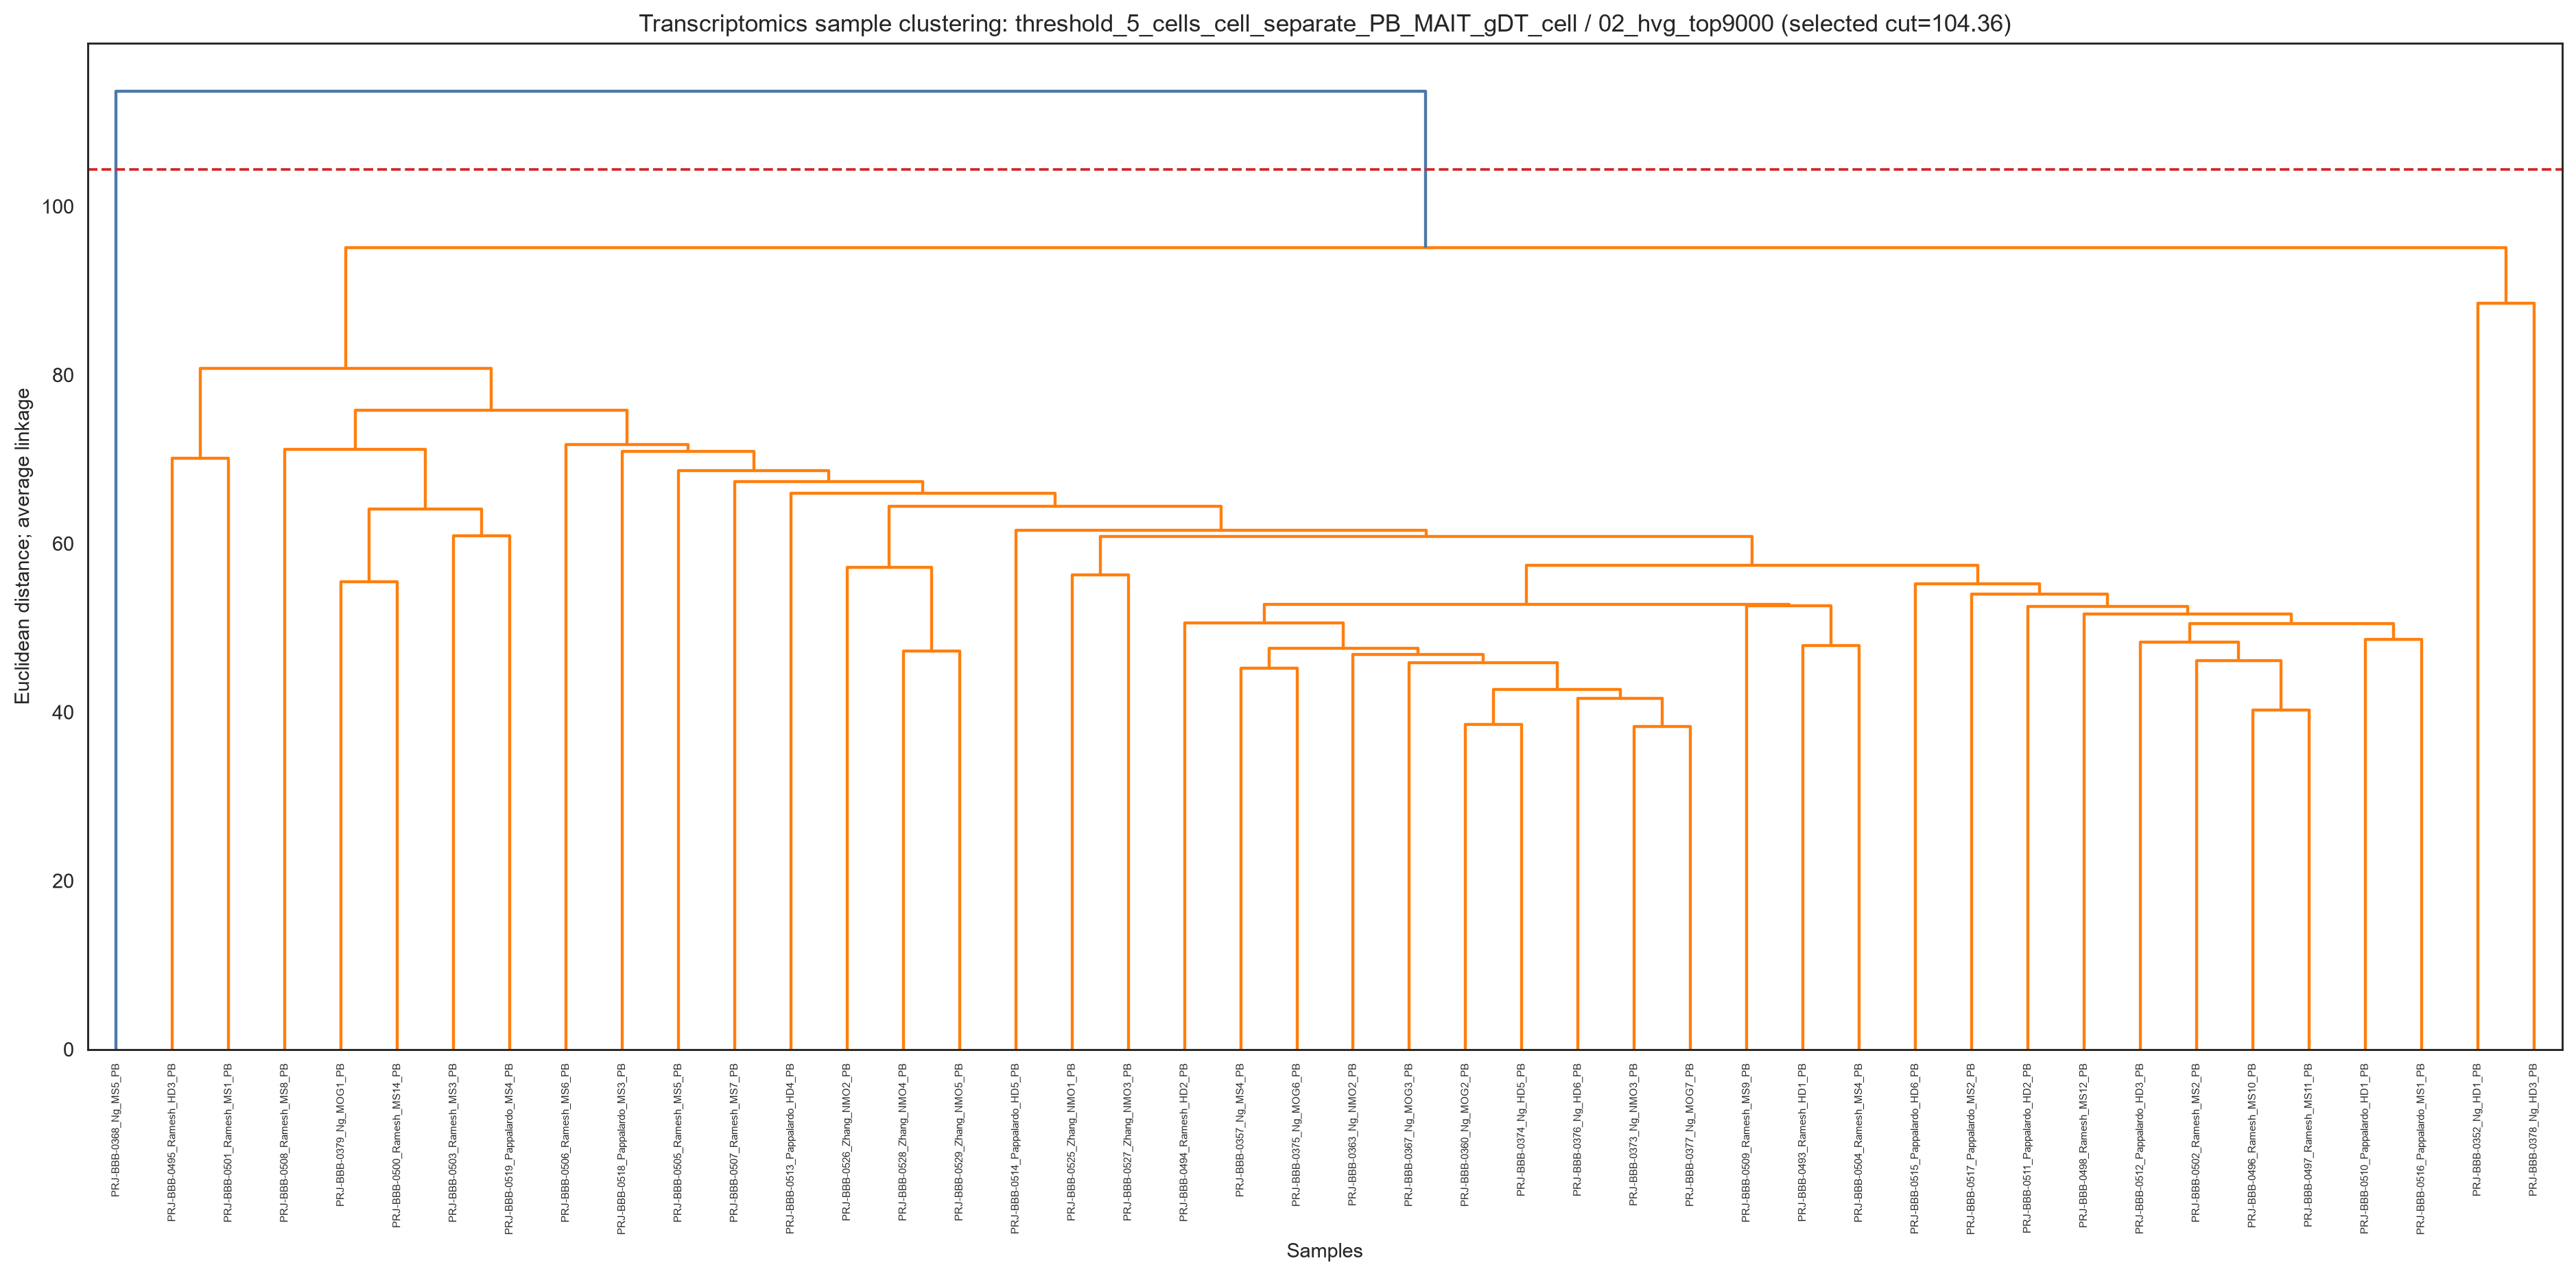 Transcriptomics sample clustering: threshold_5_cells_cell_separate_PB_MAIT_gDT_cell / 02_hvg_top9000 (selected cut=104.36)
Euclidean distance; average linkage
100
80
60
40
20
0
PRJ-BBB-0368_Ng_MS5_PB
PRJ-BBB-0495_Ramesh_HD3_PB
PRJ-BBB-0501_Ramesh_MS1_PB
PRJ-BBB-0508_Ramesh_MS8_PB
PRJ-BBB-0379_Ng_MOG1_PB
PRJ-BBB-0500_Ramesh_MS14_PB
PRJ-BBB-0503_Ramesh_MS3_PB
PRJ-BBB-0519_Pappalardo_MS4_PB
PRJ-BBB-0506_Ramesh_MS6_PB
PRJ-BBB-0518_Pappalardo_MS3_PB
PRJ-BBB-0505_Ramesh_MS5_PB
PRJ-BBB-0507_Ramesh_MS7_PB
PRJ-BBB-0513_Pappalardo_HD4_PB
PRJ-BBB-0526_Zhang_NMO2_PB
PRJ-BBB-0528_Zhang_NMO4_PB
PRJ-BBB-0529_Zhang_NMO5_PB
PRJ-BBB-0514_Pappalardo_HD5_PB
PRJ-BBB-0525_Zhang_NMO1_PB
PRJ-BBB-0527_Zhang_NMO3_PB
PRJ-BBB-0494_Ramesh_HD2_PB
PRJ-BBB-0357_Ng_MS4_PB
PRJ-BBB-0375_Ng_MOG6_PB
PRJ-BBB-0363_Ng_NMO2_PB
PRJ-BBB-0367_Ng_MOG3_PB
PRJ-BBB-0360_Ng_MOG2_PB
PRJ-BBB-0374_Ng_HD5_PB
PRJ-BBB-0376_Ng_HD6_PB
PRJ-BBB-0373_Ng_NMO3_PB
PRJ-BBB-0377_Ng_MOG7_PB
PRJ-BBB-0509_Ramesh_MS9_PB
PRJ-BBB-0493_Ramesh_HD1_PB
PRJ-BBB-0504_Ramesh_MS4_PB
PRJ-BBB-0515_Pappalardo_HD6_PB
PRJ-BBB-0517_Pappalardo_MS2_PB
PRJ-BBB-0511_Pappalardo_HD2_PB
PRJ-BBB-0498_Ramesh_MS12_PB
PRJ-BBB-0512_Pappalardo_HD3_PB
PRJ-BBB-0502_Ramesh_MS2_PB
PRJ-BBB-0496_Ramesh_MS10_PB
PRJ-BBB-0497_Ramesh_MS11_PB
PRJ-BBB-0510_Pappalardo_HD1_PB
PRJ-BBB-0516_Pappalardo_MS1_PB
PRJ-BBB-0352_Ng_HD1_PB
PRJ-BBB-0378_Ng_HD3_PB
Samples